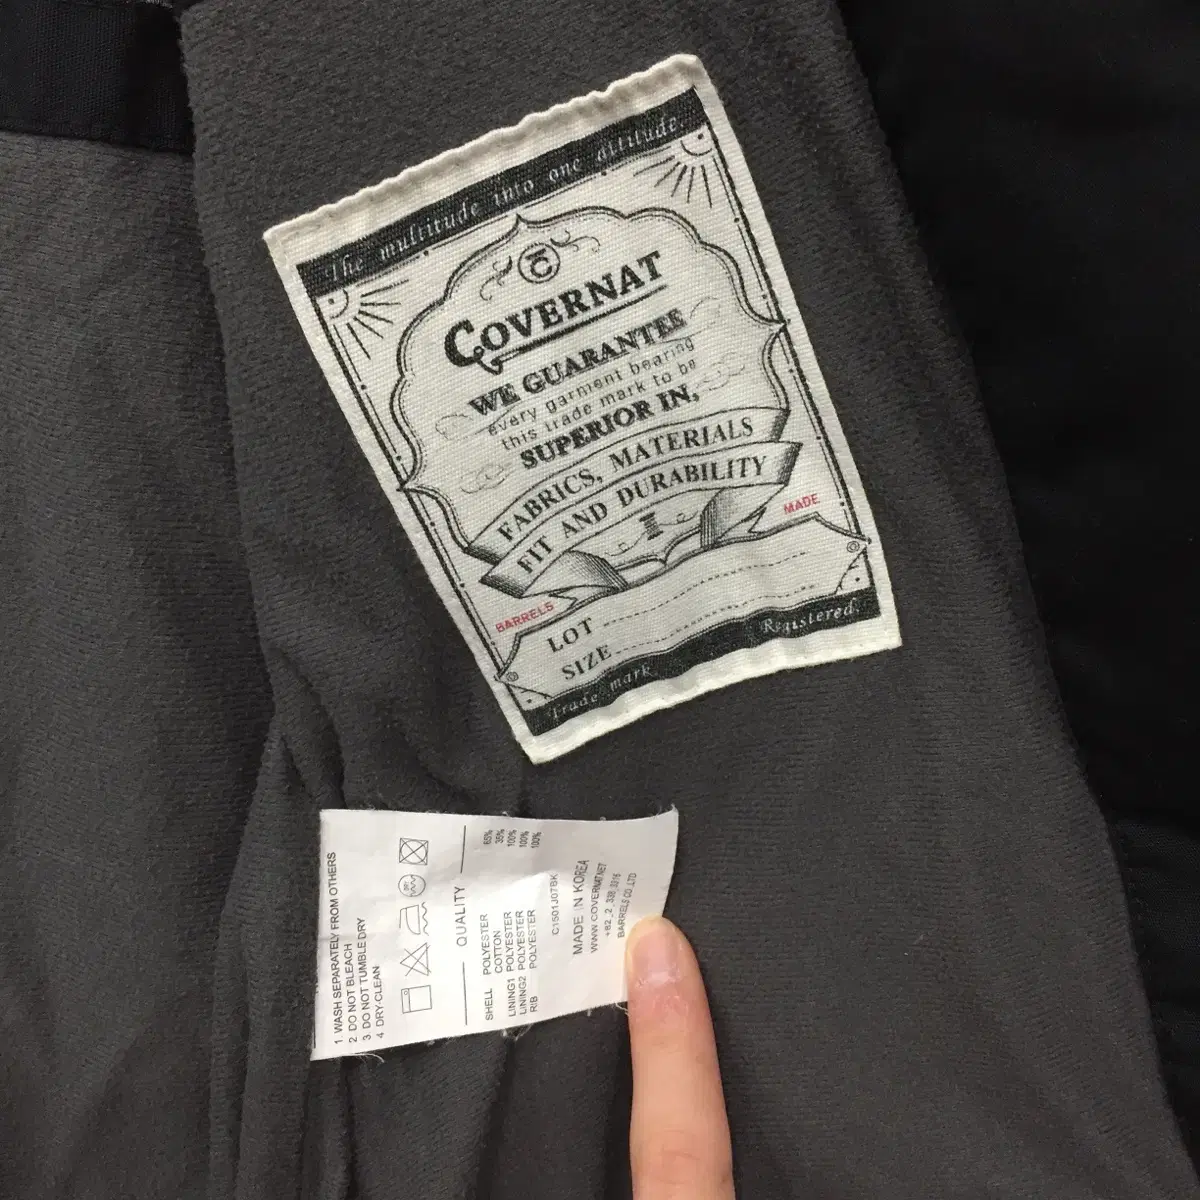 The multitude into one attitude.
C
COVERNAT
WE GUARANTEE
every garment bearing
this trade mark to be
SUPERIOR IN,
FABRICS, MATERIALS
FIT AND DURABILITY
BARRELS MADE
LOT
SIZE
Trade mark Registered.
1 WASH SEPARATELY FROM OTHERS
2 DO NOT BLEACH
3 DO NOT TUMBLE DRY
4 DRY-CLEAN
QUALITY
SHELL POLYESTER 65%
COTTON 35%
LINING1 POLYESTER 100%
LINING2 POLYESTER 100%
RIB POLYESTER 100%
C1501J07BK
MADE IN KOREA
WWW.COVERNAT.NET
+82_2_338_3316
BARRELS CO.,LTD